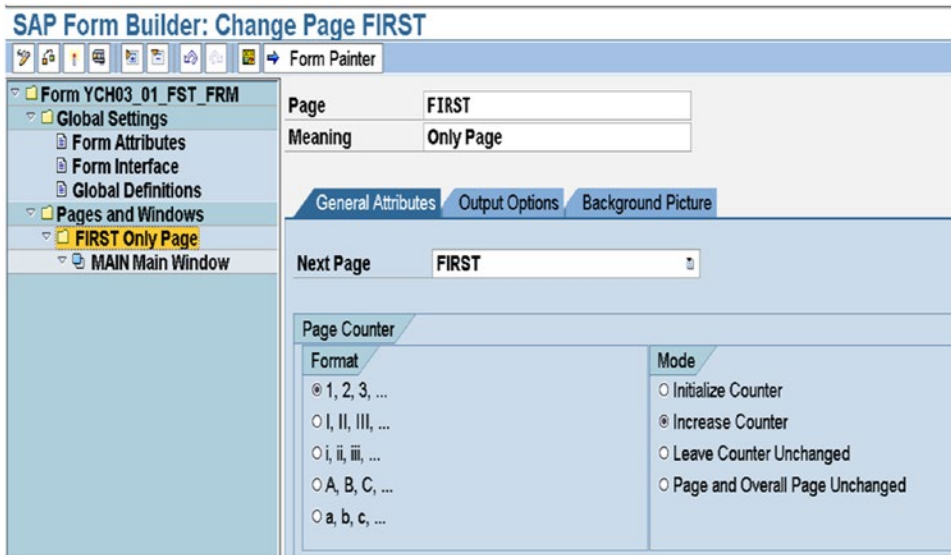 SAP Form Builder: Change Page FIRST
Form Painter
Form YCH03_01_FST_FRM
Global Settings
Form Attributes
Form Interface
Global Definitions
Pages and Windows
FIRST Only Page
MAIN Main Window
Page FIRST
Meaning Only Page
General Attributes Output Options Background Picture
Next Page FIRST
Page Counter
Format
1, 2, 3, ...
I, II, III, ...
i, ii, iii, ...
A, B, C, ...
a, b, c, ...
Mode
Initialize Counter
Increase Counter
Leave Counter Unchanged
Page and Overall Page Unchanged